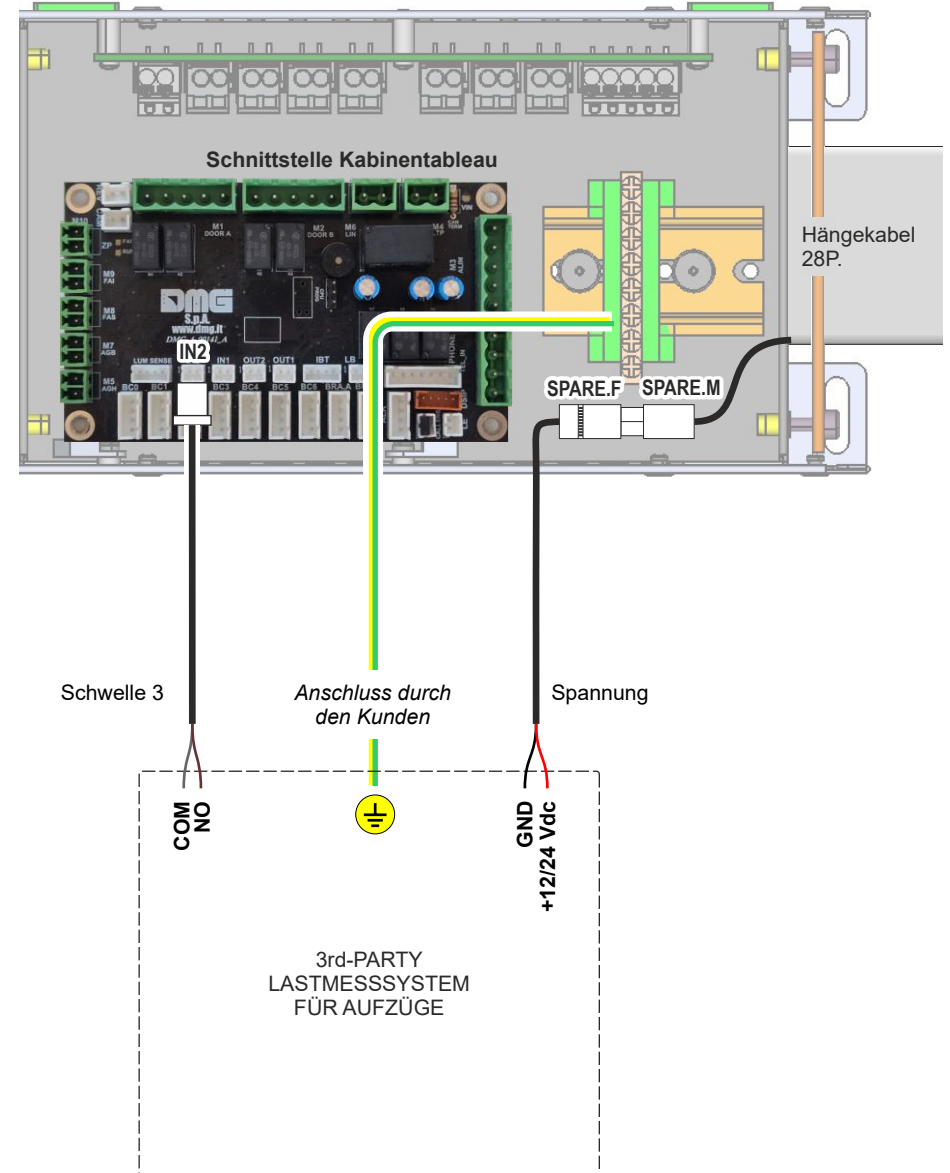 Schnittstelle Kabinentableau
Hängekabel
28P.
M10
ZP
M1
DOOR A
M2
DOOR B
M6
LIN
M4
VIN
CAN
TERM
M9
FAI
M3
ALIM
M8
FAS
DMG
S.p.A.
www.dmg.it
M7
AGB
IN2
LUM SENSE
IN1
OUT2
OUT1
IBT
LB
PHONE
M5
AGH
BC0
BC1
BC3
BC4
BC5
BC6
BRA.A
SPARE.F
SPARE.M
Schwelle 3
Anschluss durch
den Kunden
Spannung
COM
NO
GND
+12/24 Vdc
3rd-PARTY
LASTMESSSYSTEM
FÜR AUFZÜGE